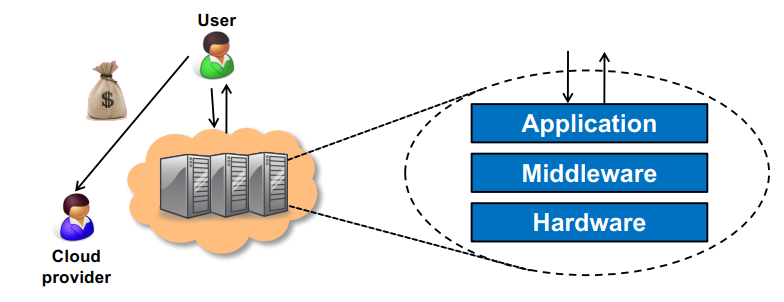 User
$
Application
Middleware
Hardware
Cloud
provider